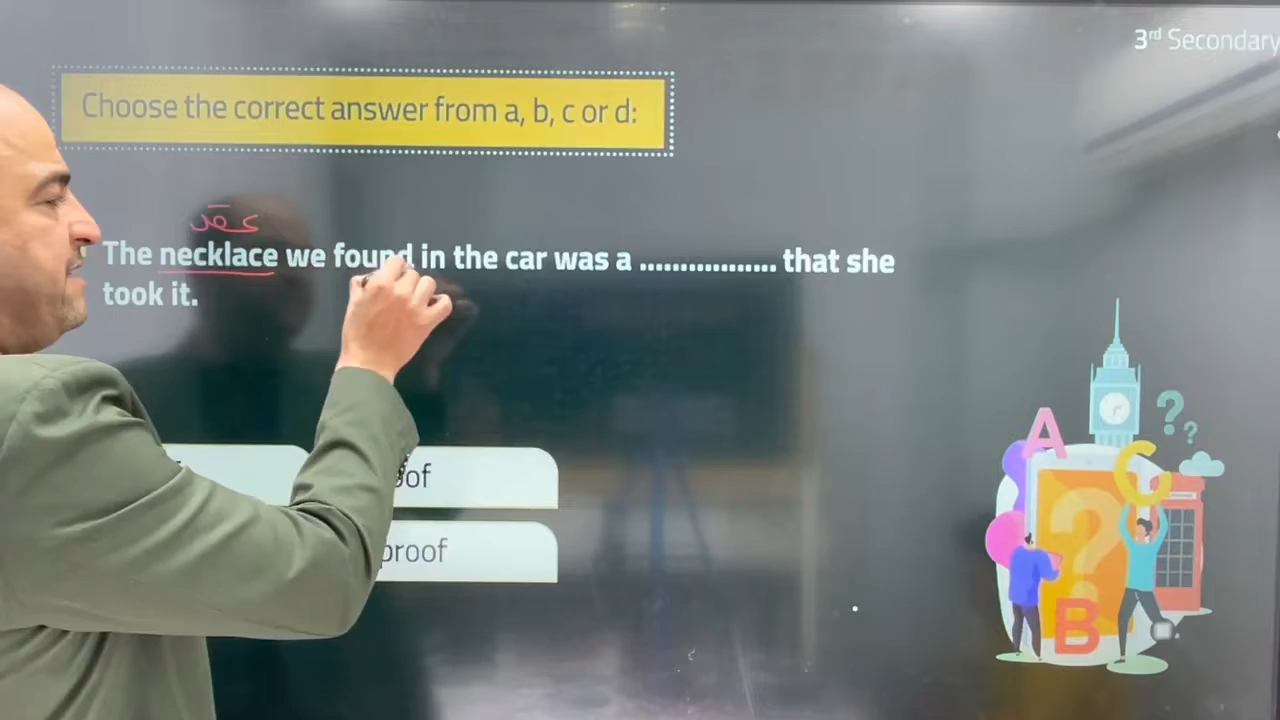 3rd Secondary
Choose the correct answer from a, b, c or d:
عقد
The necklace we found in the car was a ................. that she
took it.
proof
A
? ?
C
?
B